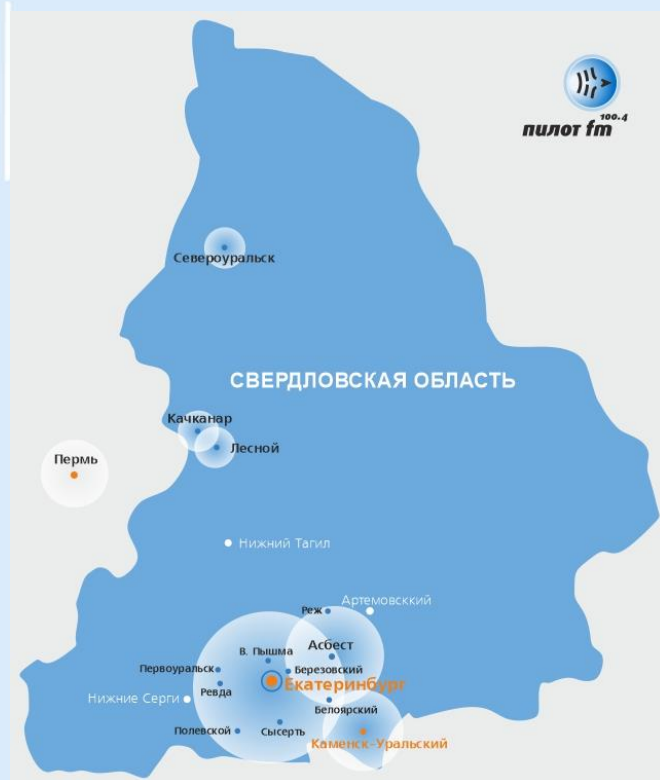 100.4
пилот fm
Североуральск
СВЕРДЛОВСКАЯ ОБЛАСТЬ
Качканар
Лесной
Пермь
Нижний Тагил
Артемовсккий
Реж
Асбест
В. Пышма
Первоуральск
Березовский
Екатеринбург
Ревда
Нижние Серги
Белоярский
Полевской
Сысерть
Каменск-Уральский